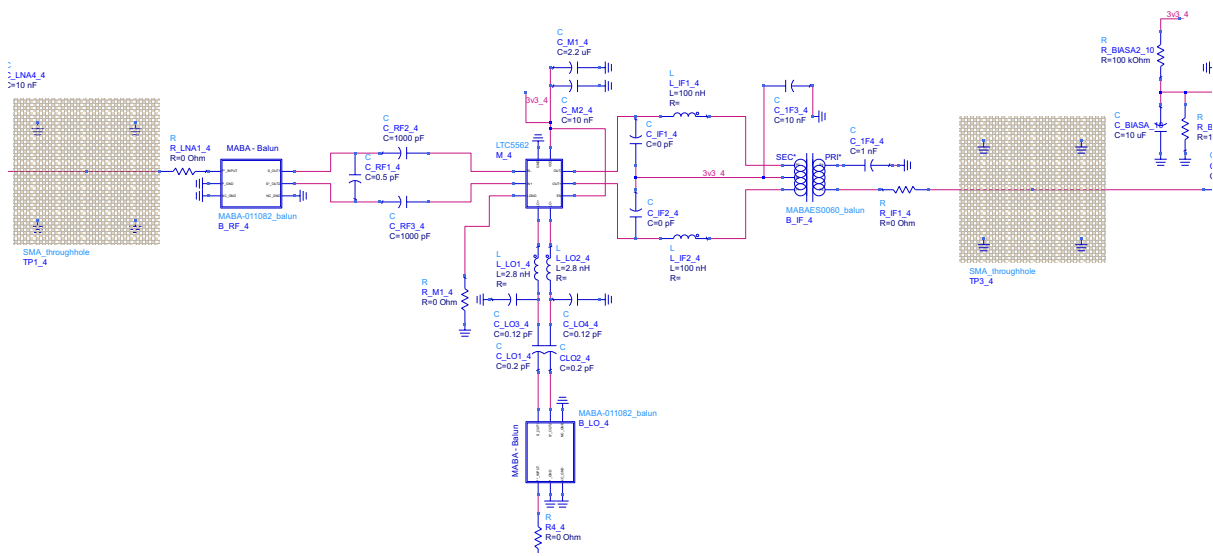 C
C_LNA4_4
C=10 nF
SMA_throughhole
TP1_4
R
R_LNA1_4
R=0 Ohm
MABA - Balun
P_INPUT
P_GND
NC_GND
S_OUT
MABA-011082_balun
B_RF_4
C
C_RF2_4
C=1000 pF
C
C_RF1_4
C=0.5 pF
C_RF3_4
C=1000 pF
C
C
C_M1_4
C=2.2 uF
3v3_4
C
C_M2_4
C=10 nF
LTC5562
M_4
R
R_M1_4
R=0 Ohm
L
L_LO1_4
L=2.8 nH
R=
L
L_LO2_4
L=2.8 nH
R=
C
C_LO3_4
C=0.12 pF
C
C_LO4_4
C=0.12 pF
C
C_LO1_4
C=0.2 pF
C
CLO2_4
C=0.2 pF
MABA-011082_balun
B_LO_4
MABA - Balun
R
R4_4
R=0 Ohm
L
L_IF1_4
L=100 nH
R=
C
C_IF1_4
C=0 pF
3v3_4
C
C_IF2_4
C=0 pF
L
L_IF2_4
L=100 nH
R=
C
C_1F3_4
C=10 nF
SEC*
PRI*
MABAES0060_balun
B_IF_4
C
C_1F4_4
C=1 nF
R
R_IF1_4
R=0 Ohm
SMA_throughhole
TP3_4
3v3_4
R
R_BIASA2_10
R=100 kOhm
C
C_BIASA_10
C=10 uF
R